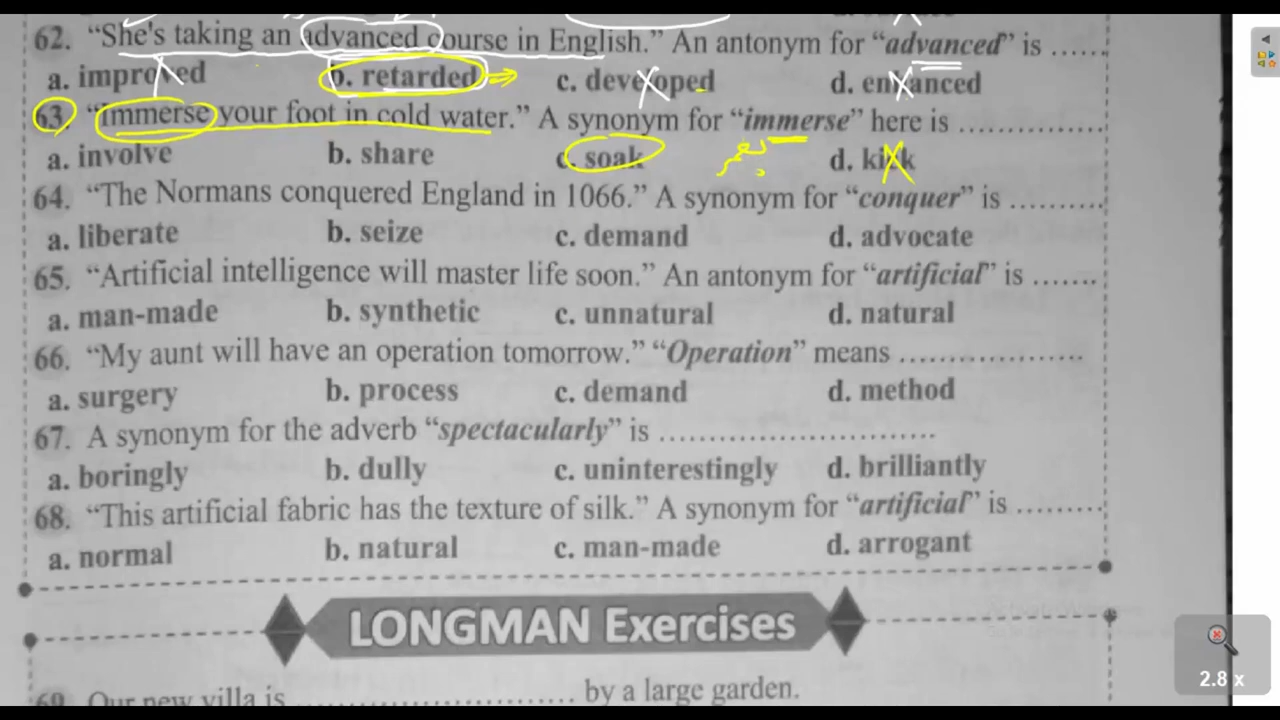 62. "She's taking an advanced course in English." An antonym for "advanced" is ......
a. improved b. retarded c. developed d. enhanced
63. "Immerse your foot in cold water." A synonym for "immerse" here is ...............
a. involve b. share c. soak d. kick
64. "The Normans conquered England in 1066." A synonym for "conquer" is ..........
a. liberate b. seize c. demand d. advocate
65. "Artificial intelligence will master life soon." An antonym for "artificial" is .......
a. man-made b. synthetic c. unnatural d. natural
66. "My aunt will have an operation tomorrow." "Operation" means ...................
a. surgery b. process c. demand d. method
67. A synonym for the adverb "spectacularly" is ............................
a. boringly b. dully c. uninterestingly d. brilliantly
68. "This artificial fabric has the texture of silk." A synonym for "artificial" is .........
a. normal b. natural c. man-made d. arrogant
LONGMAN Exercises
69. Our new villa is ............................ by a large garden.
2.8 x